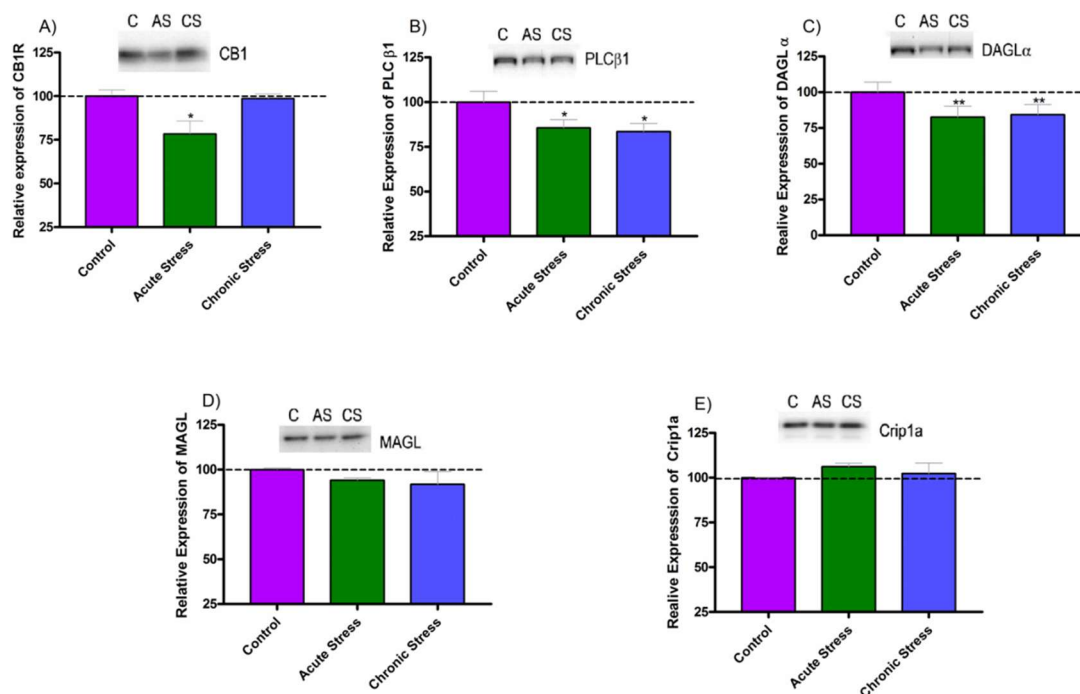 A)
C AS CS
CB1
Relative expression of CB1R
125
100
75
50
25
*
Control
Acute Stress
Chronic Stress
B)
C AS CS
PLCβ1
Relative Expression of PLC β1
125
100
75
50
25
*
*
Control
Acute Stress
Chronic Stress
C)
C AS CS
DAGLα
Realive Expresssion of DAGL α
125
100
75
50
25
0
**
**
Control
Acute Stress
Chronic Stress
D)
C AS CS
MAGL
Relative Expression of MAGL
125
100
75
50
25
Control
Acute Stress
Chronic Stress
E)
C AS CS
Crip1a
Realive Expresssion of Crip1a
125
100
75
50
25
Control
Acute Stress
Chronic Stress